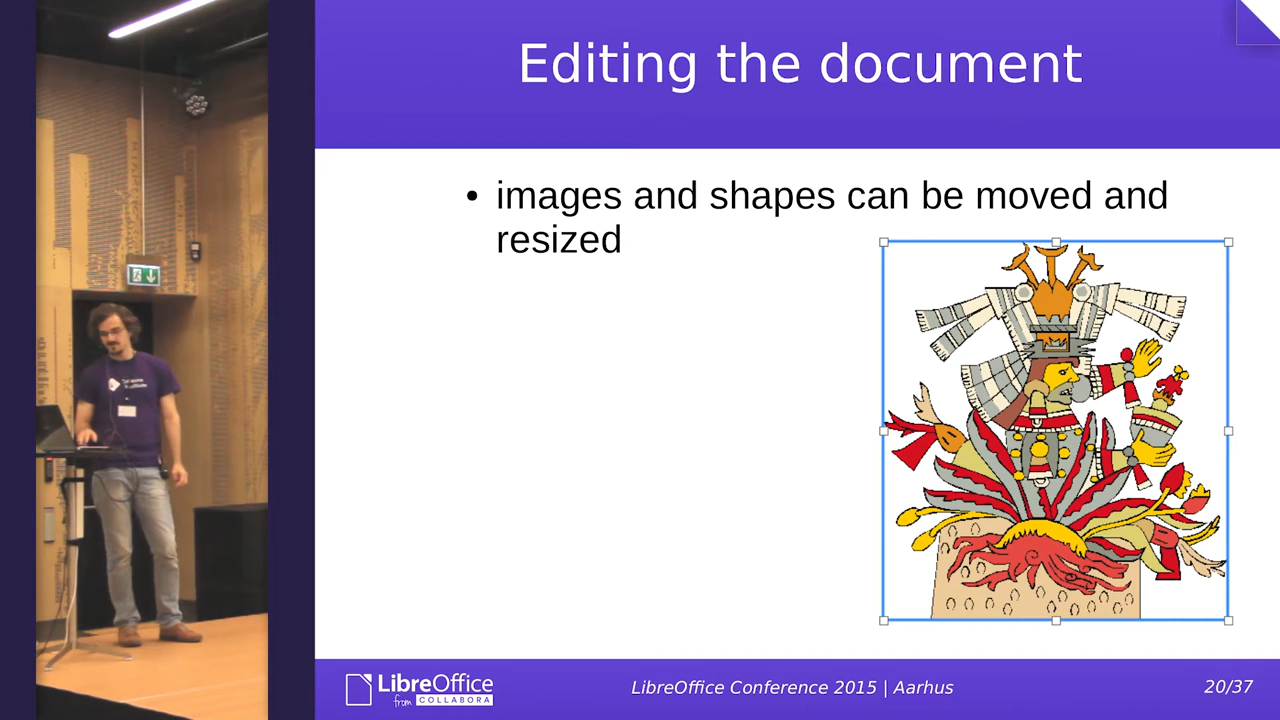 Editing the document
• images and shapes can be moved and
resized
LibreOffice
from COLLABORA
LibreOffice Conference 2015 | Aarhus
20/37